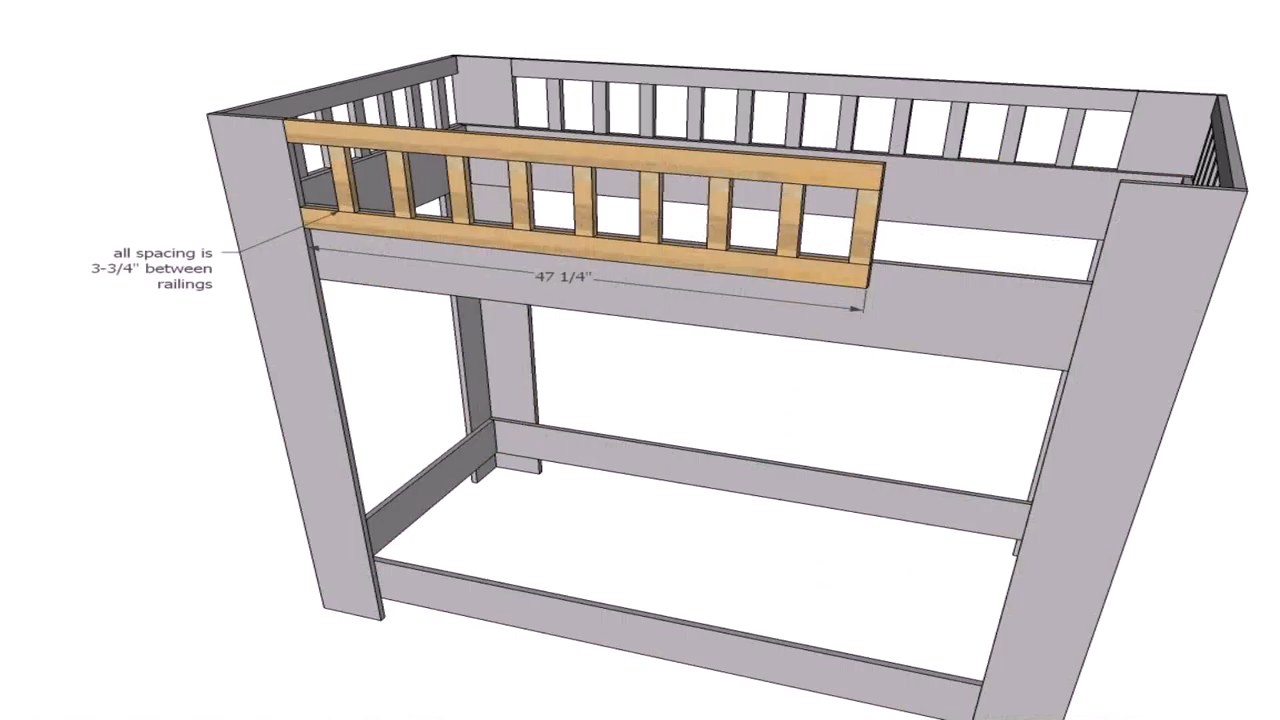 all spacing is
3-3/4" between
railings
47 1/4"